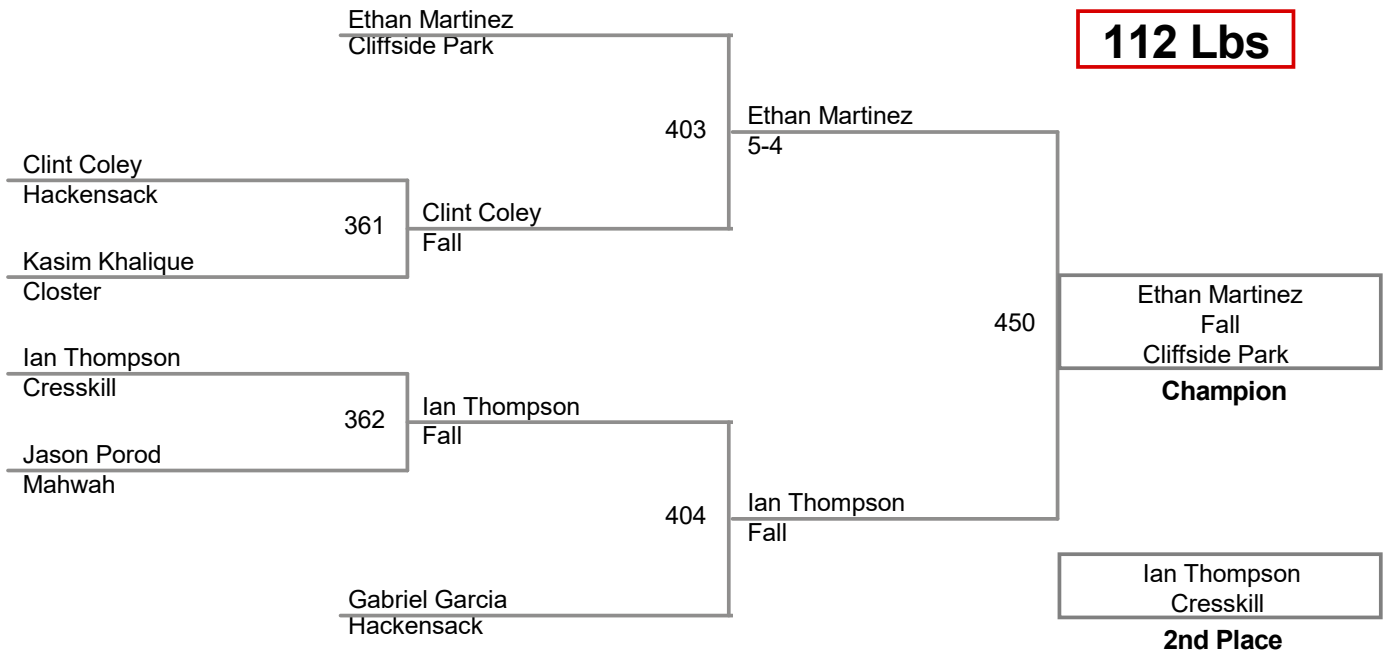 Ethan Martinez
Cliffside Park
112 Lbs
403
Ethan Martinez
5-4
Clint Coley
Hackensack
361
Clint Coley
Fall
Kasim Khalique
Closter
450
Ethan Martinez
Fall
Cliffside Park
Champion
Ian Thompson
Cresskill
362
Ian Thompson
Fall
Jason Porod
Mahwah
404
Ian Thompson
Fall
Gabriel Garcia
Hackensack
Ian Thompson
Cresskill
2nd Place